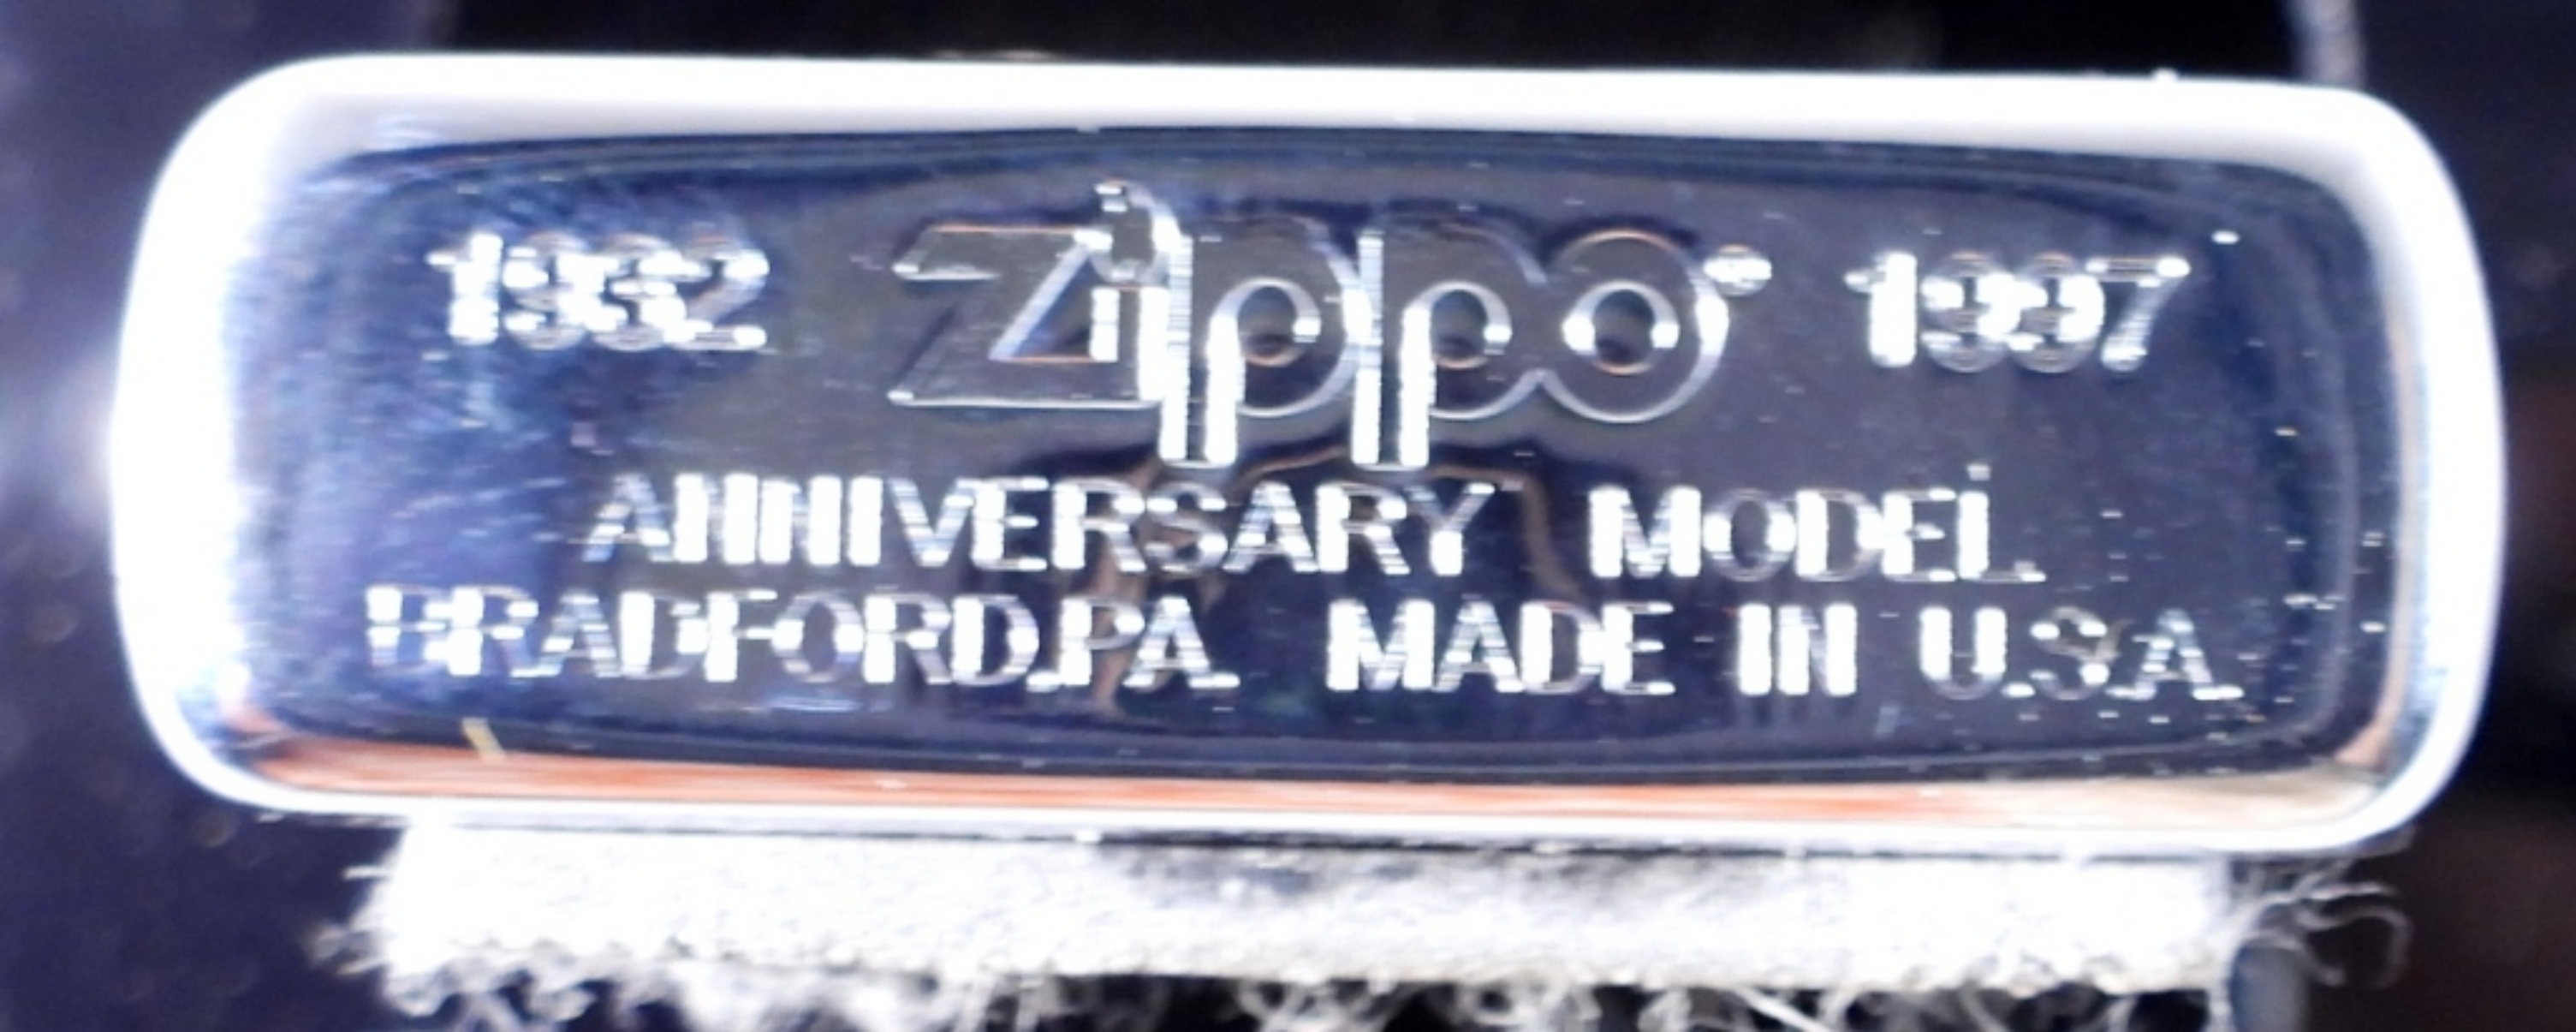 1932 Zippo® 1997
ANNIVERSARY MODEL
BRADFORD,PA. MADE IN U.S.A.